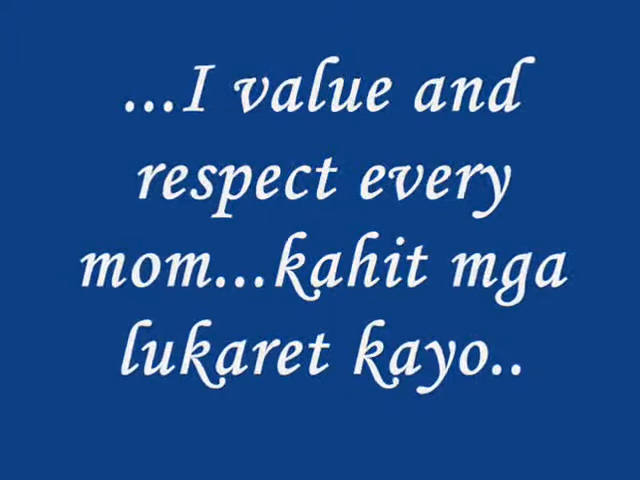 ...I value and
respect every
mom...kahit mga
lukaret kayo..